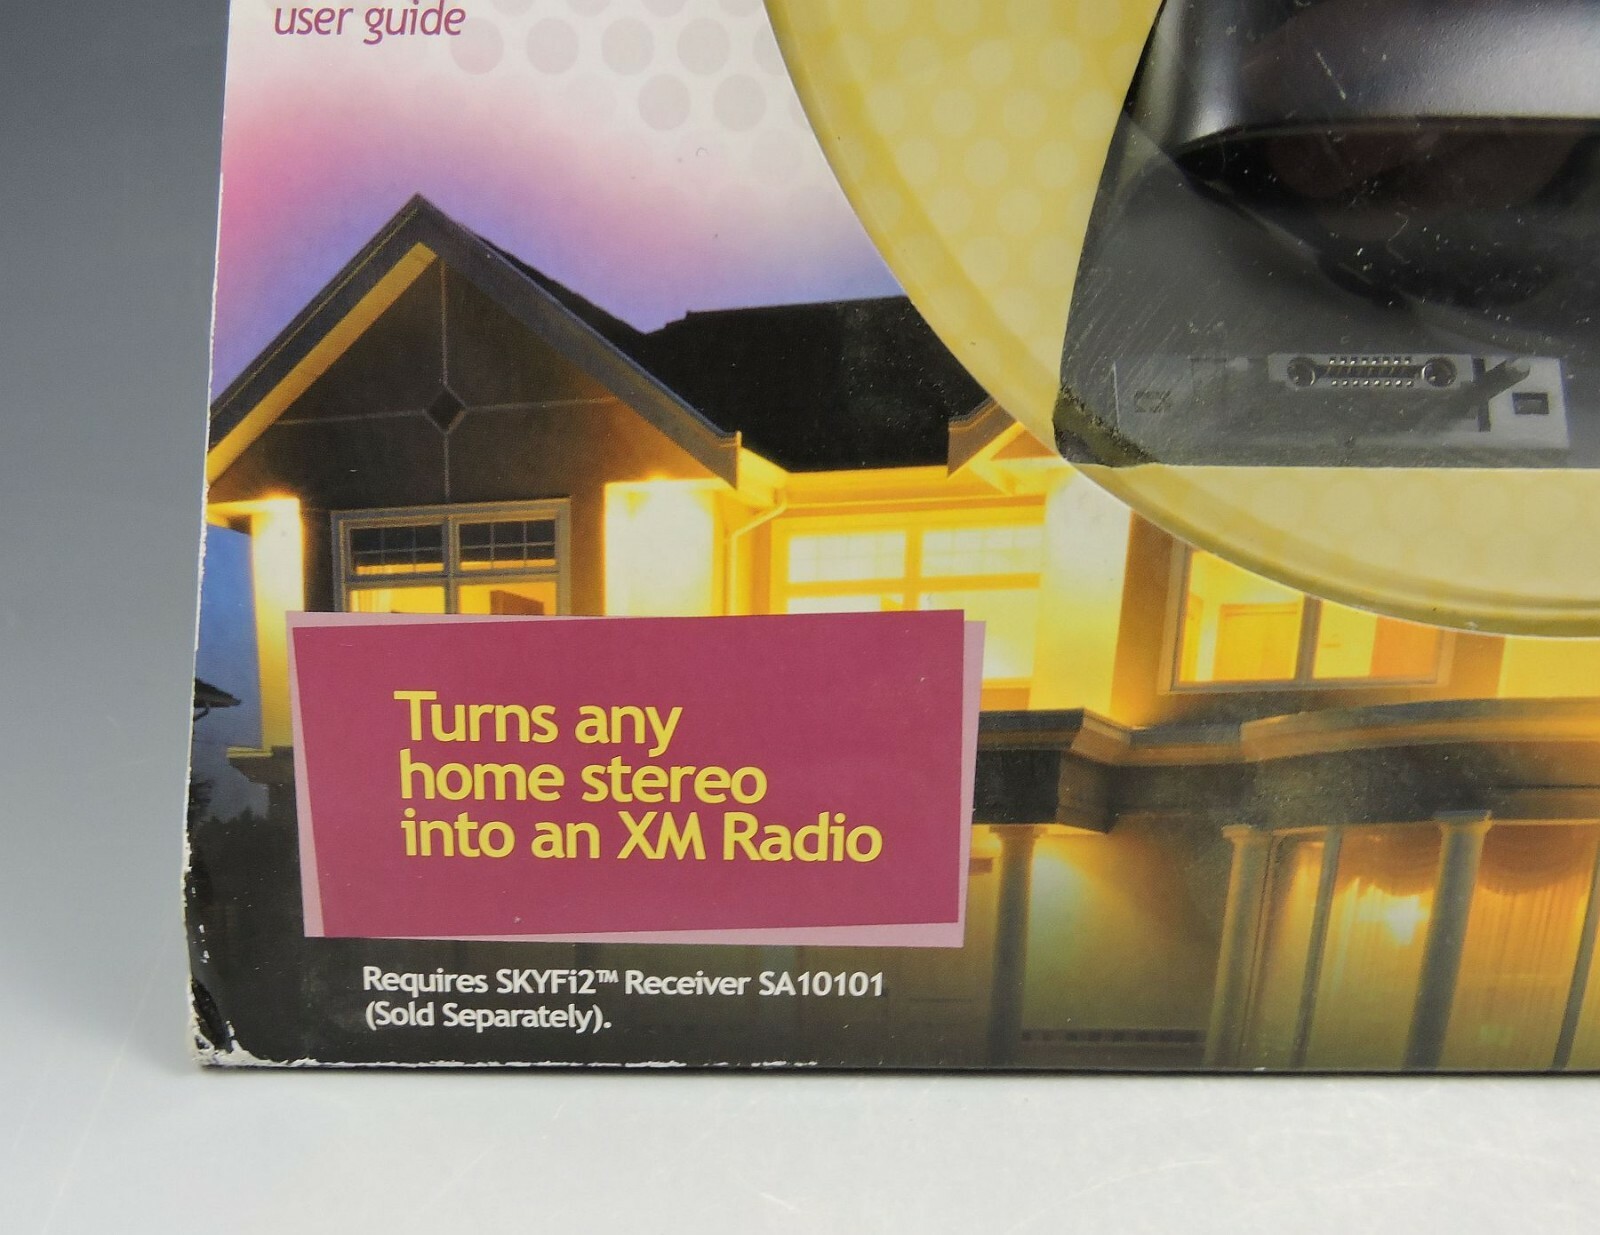 user guide
Turns any
home stereo
into an XM Radio
Requires SKYFi2™ Receiver SA10101
(Sold Separately).